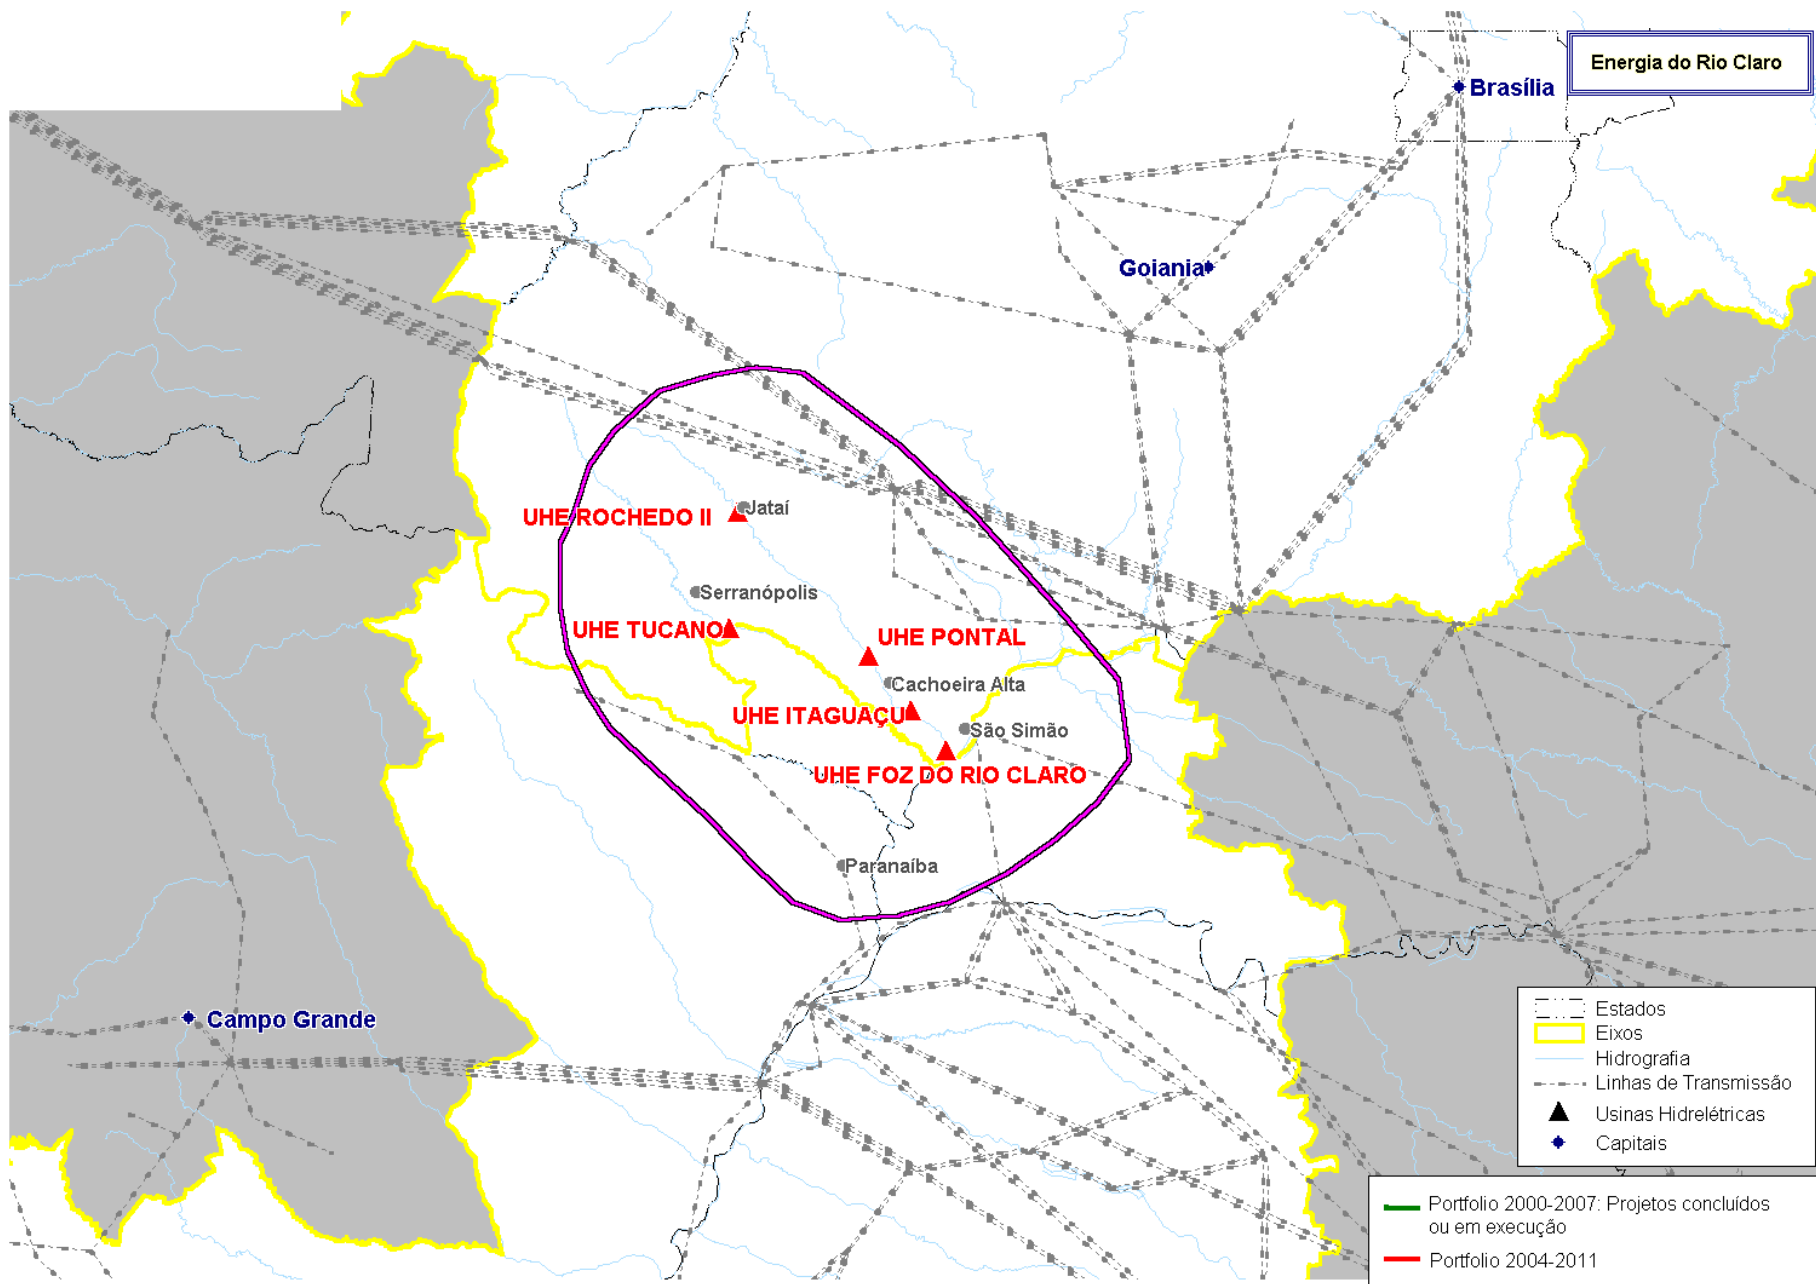 Energia do Rio Claro
Brasília
Goiania
Jataí
UHE ROCHEDO II
Serranópolis
UHE TUCANO
UHE PONTAL
Cachoeira Alta
UHE ITAGUAÇU
São Simão
UHE FOZ DO RIO CLARO
Paranaíba
Campo Grande
Estados
Eixos
Hidrografia
Linhas de Transmissão
Usinas Hidrelétricas
Capitais
Portfolio 2000-2007: Projetos concluídos
ou em execução
Portfolio 2004-2011